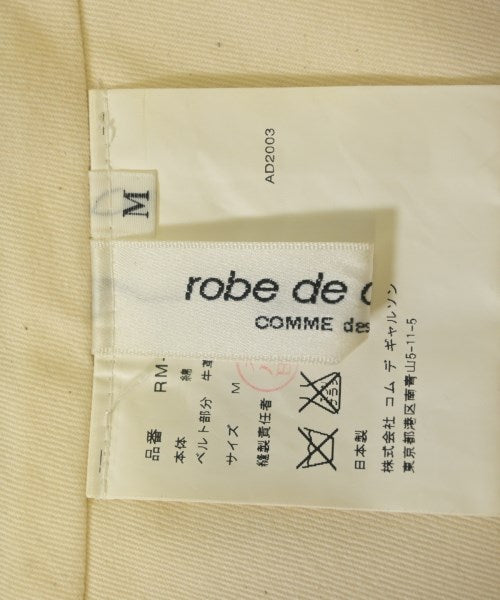 AD2003
M
robe de c
COMME des
品番 RM-
本体 綿
ベルト部分 牛革
サイズ M
縫製責任者
日本製
株式会社 コム デ ギャルソン
東京都港区南青山5-11-5